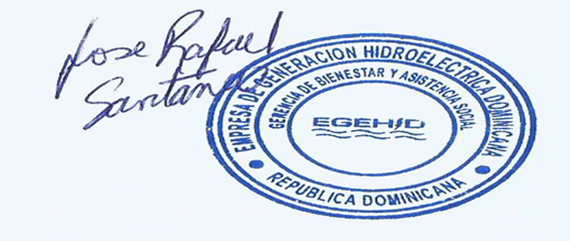 Jose Rafael
Santana
EMPRESA DE GENERACION HIDROELECTRICA DOMINICANA
GERENCIA DE BIENESTAR Y ASISTENCIA SOCIAL
EGEHID
REPUBLICA DOMINICANA